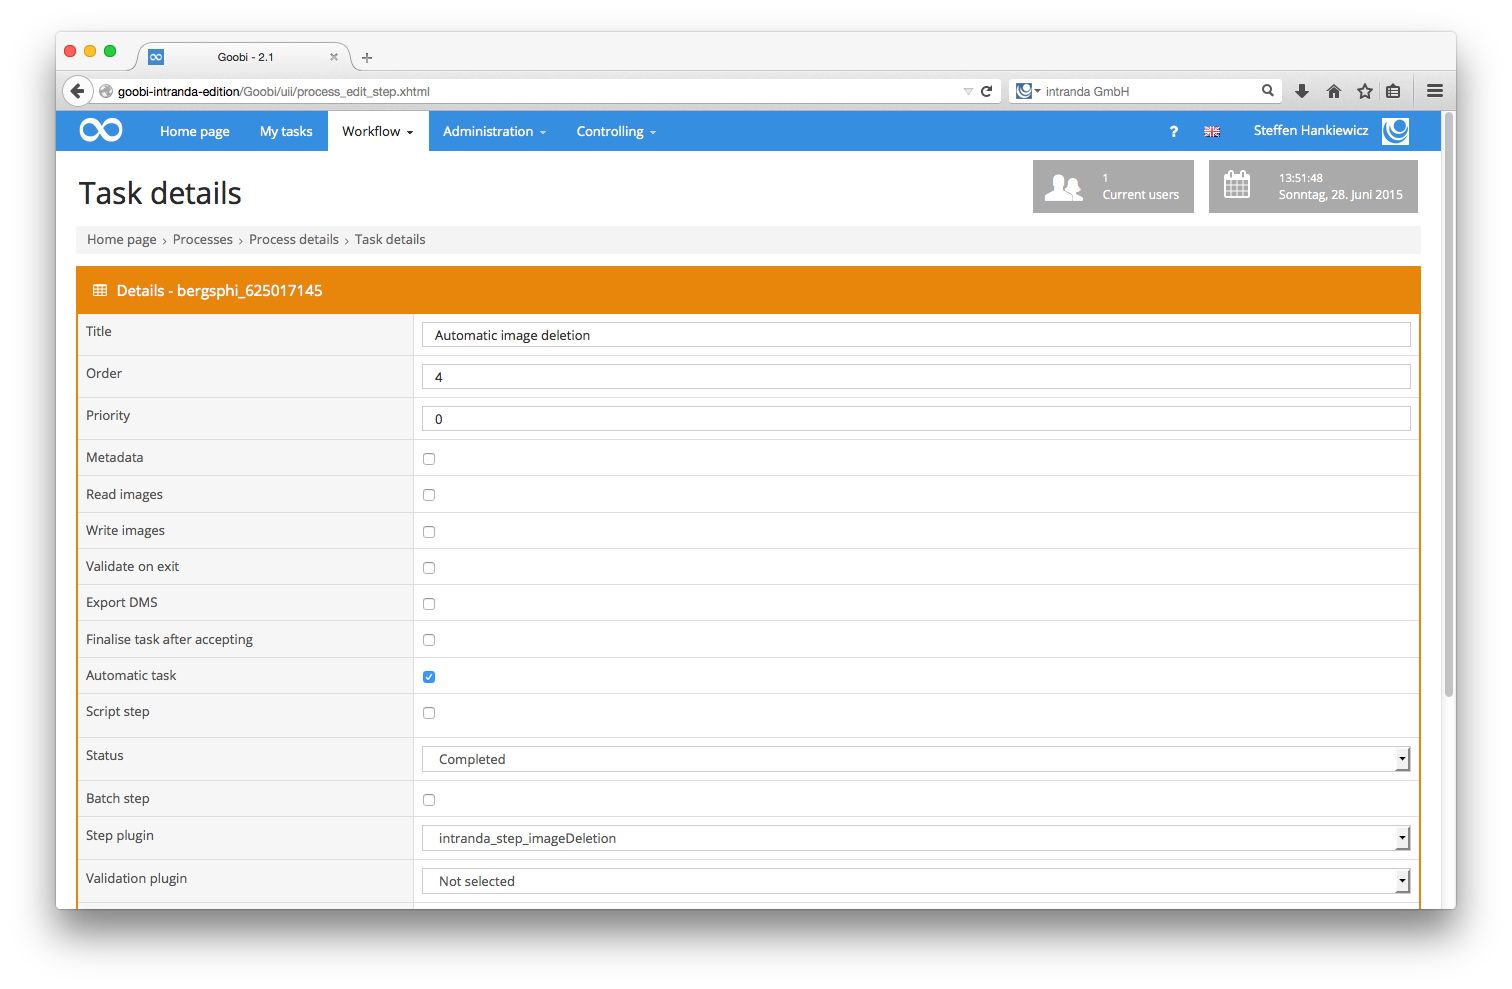 Goobi - 2.1
goobi-intranda-edition/Goobi/uii/process_edit_step.xhtml
intranda GmbH
Home page
My tasks
Workflow
Administration
Controlling
?
Steffen Hankiewicz
Task details
1
Current users
13:51:48
Sonntag, 28. Juni 2015
Home page › Processes › Process details › Task details
Details - bergsphi_625017145
Title
Automatic image deletion
Order
4
Priority
0
Metadata
Read images
Write images
Validate on exit
Export DMS
Finalise task after accepting
Automatic task
Script step
Status
Completed
Batch step
Step plugin
intranda_step_imageDeletion
Validation plugin
Not selected